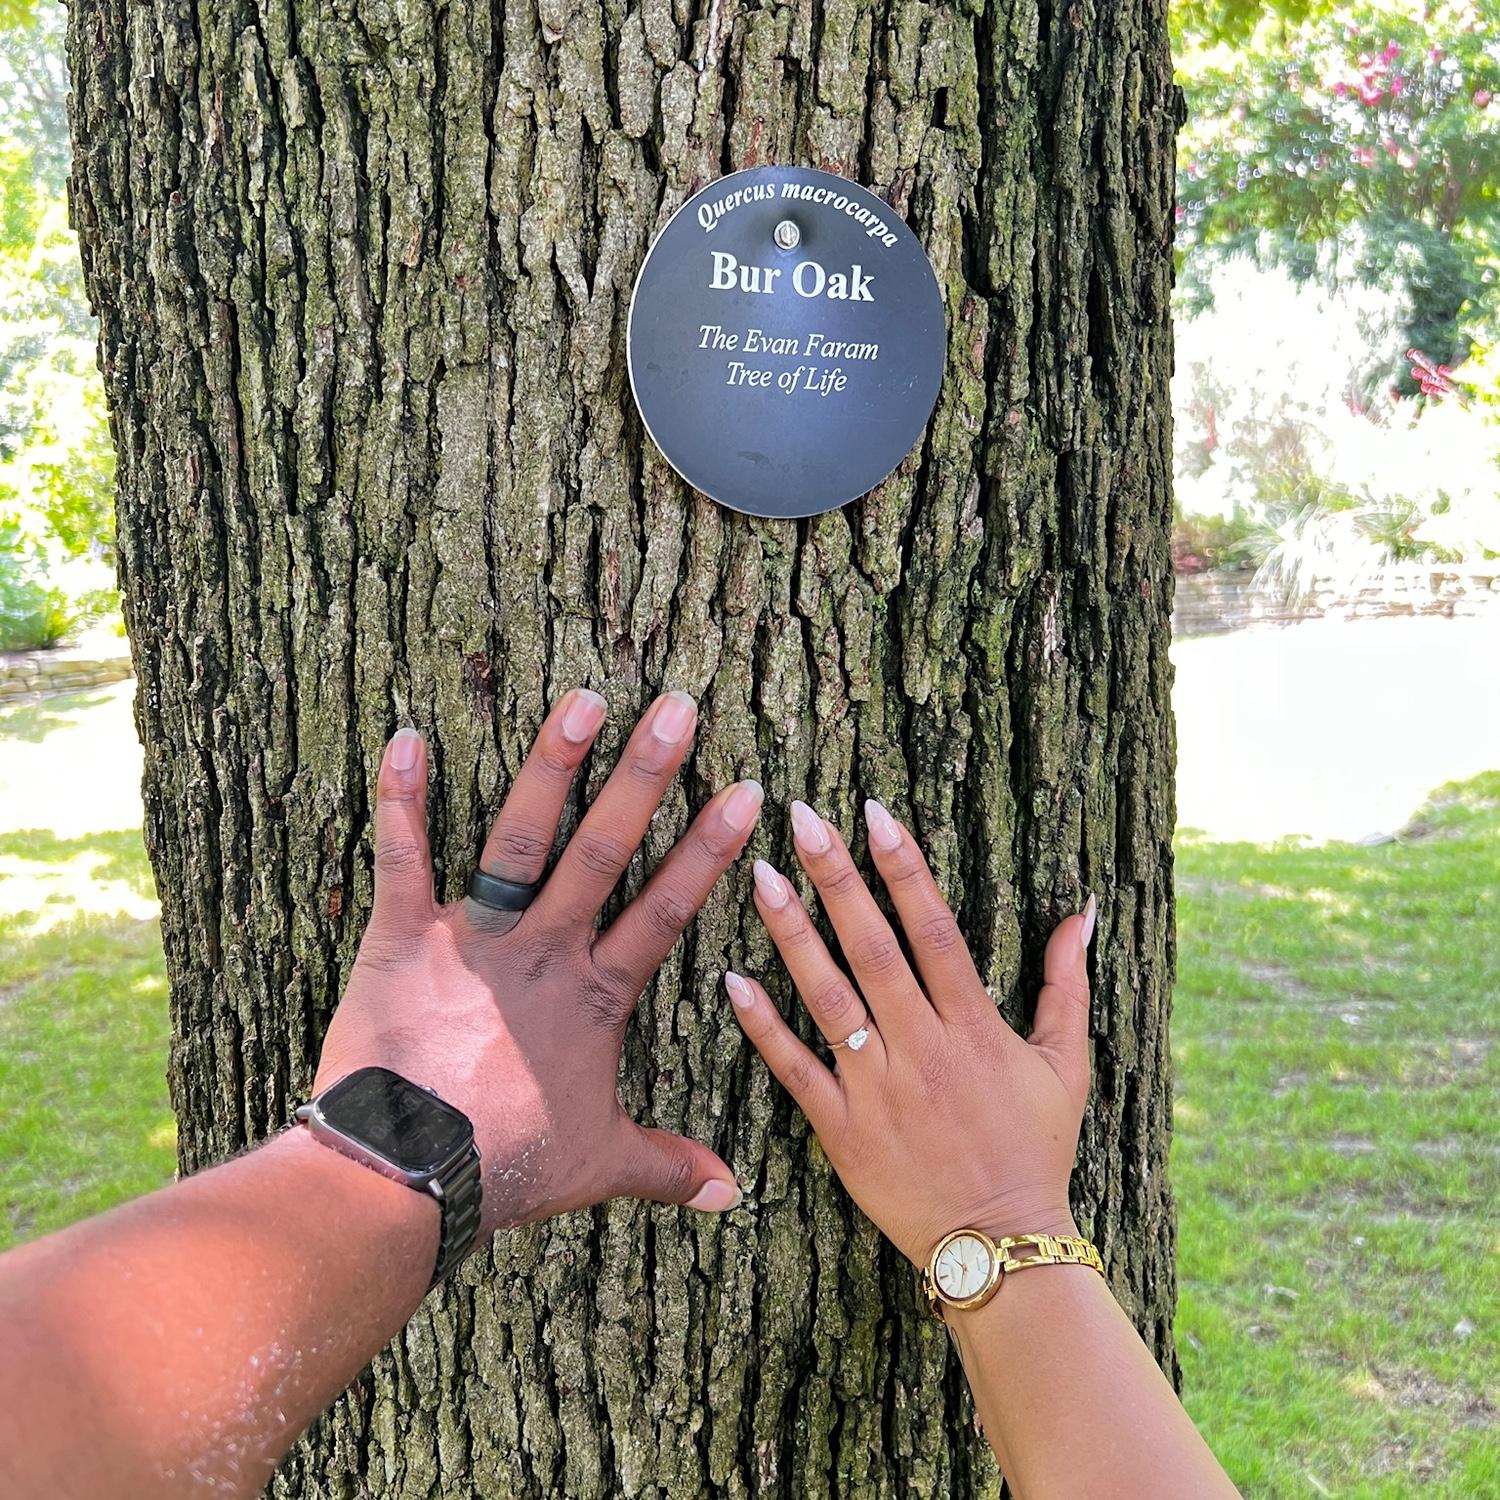 Quercus macrocarpa
Bur Oak
The Evan Faram
Tree of Life